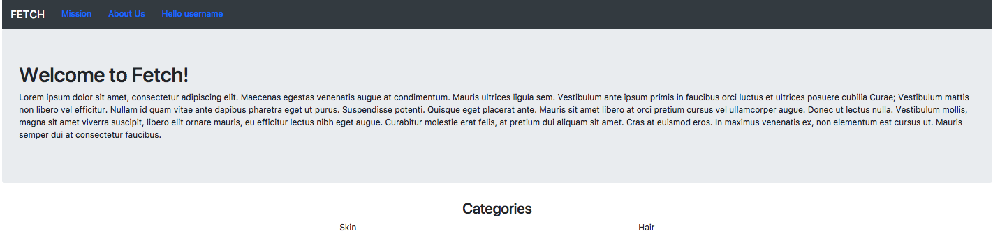 FETCH Mission About Us Hello username
Welcome to Fetch!
Lorem ipsum dolor sit amet, consectetur adipiscing elit. Maecenas egestas venenatis augue at condimentum. Mauris ultrices ligula sem. Vestibulum ante ipsum primis in faucibus orci luctus et ultrices posuere cubilia Curae; Vestibulum mattis
non libero vel efficitur. Nullam id quam vitae ante dapibus pharetra eget ut purus. Suspendisse potenti. Quisque eget placerat ante. Mauris sit amet libero at orci pretium cursus vel ullamcorper augue. Donec ut lectus nulla. Vestibulum mollis,
magna sit amet viverra suscipit, libero elit ornare mauris, eu efficitur lectus nibh eget augue. Curabitur molestie erat felis, at pretium dui aliquam sit amet. Cras at euismod eros. In maximus venenatis ex, non elementum est cursus ut. Mauris
semper dui at consectetur faucibus.
Categories
Skin Hair